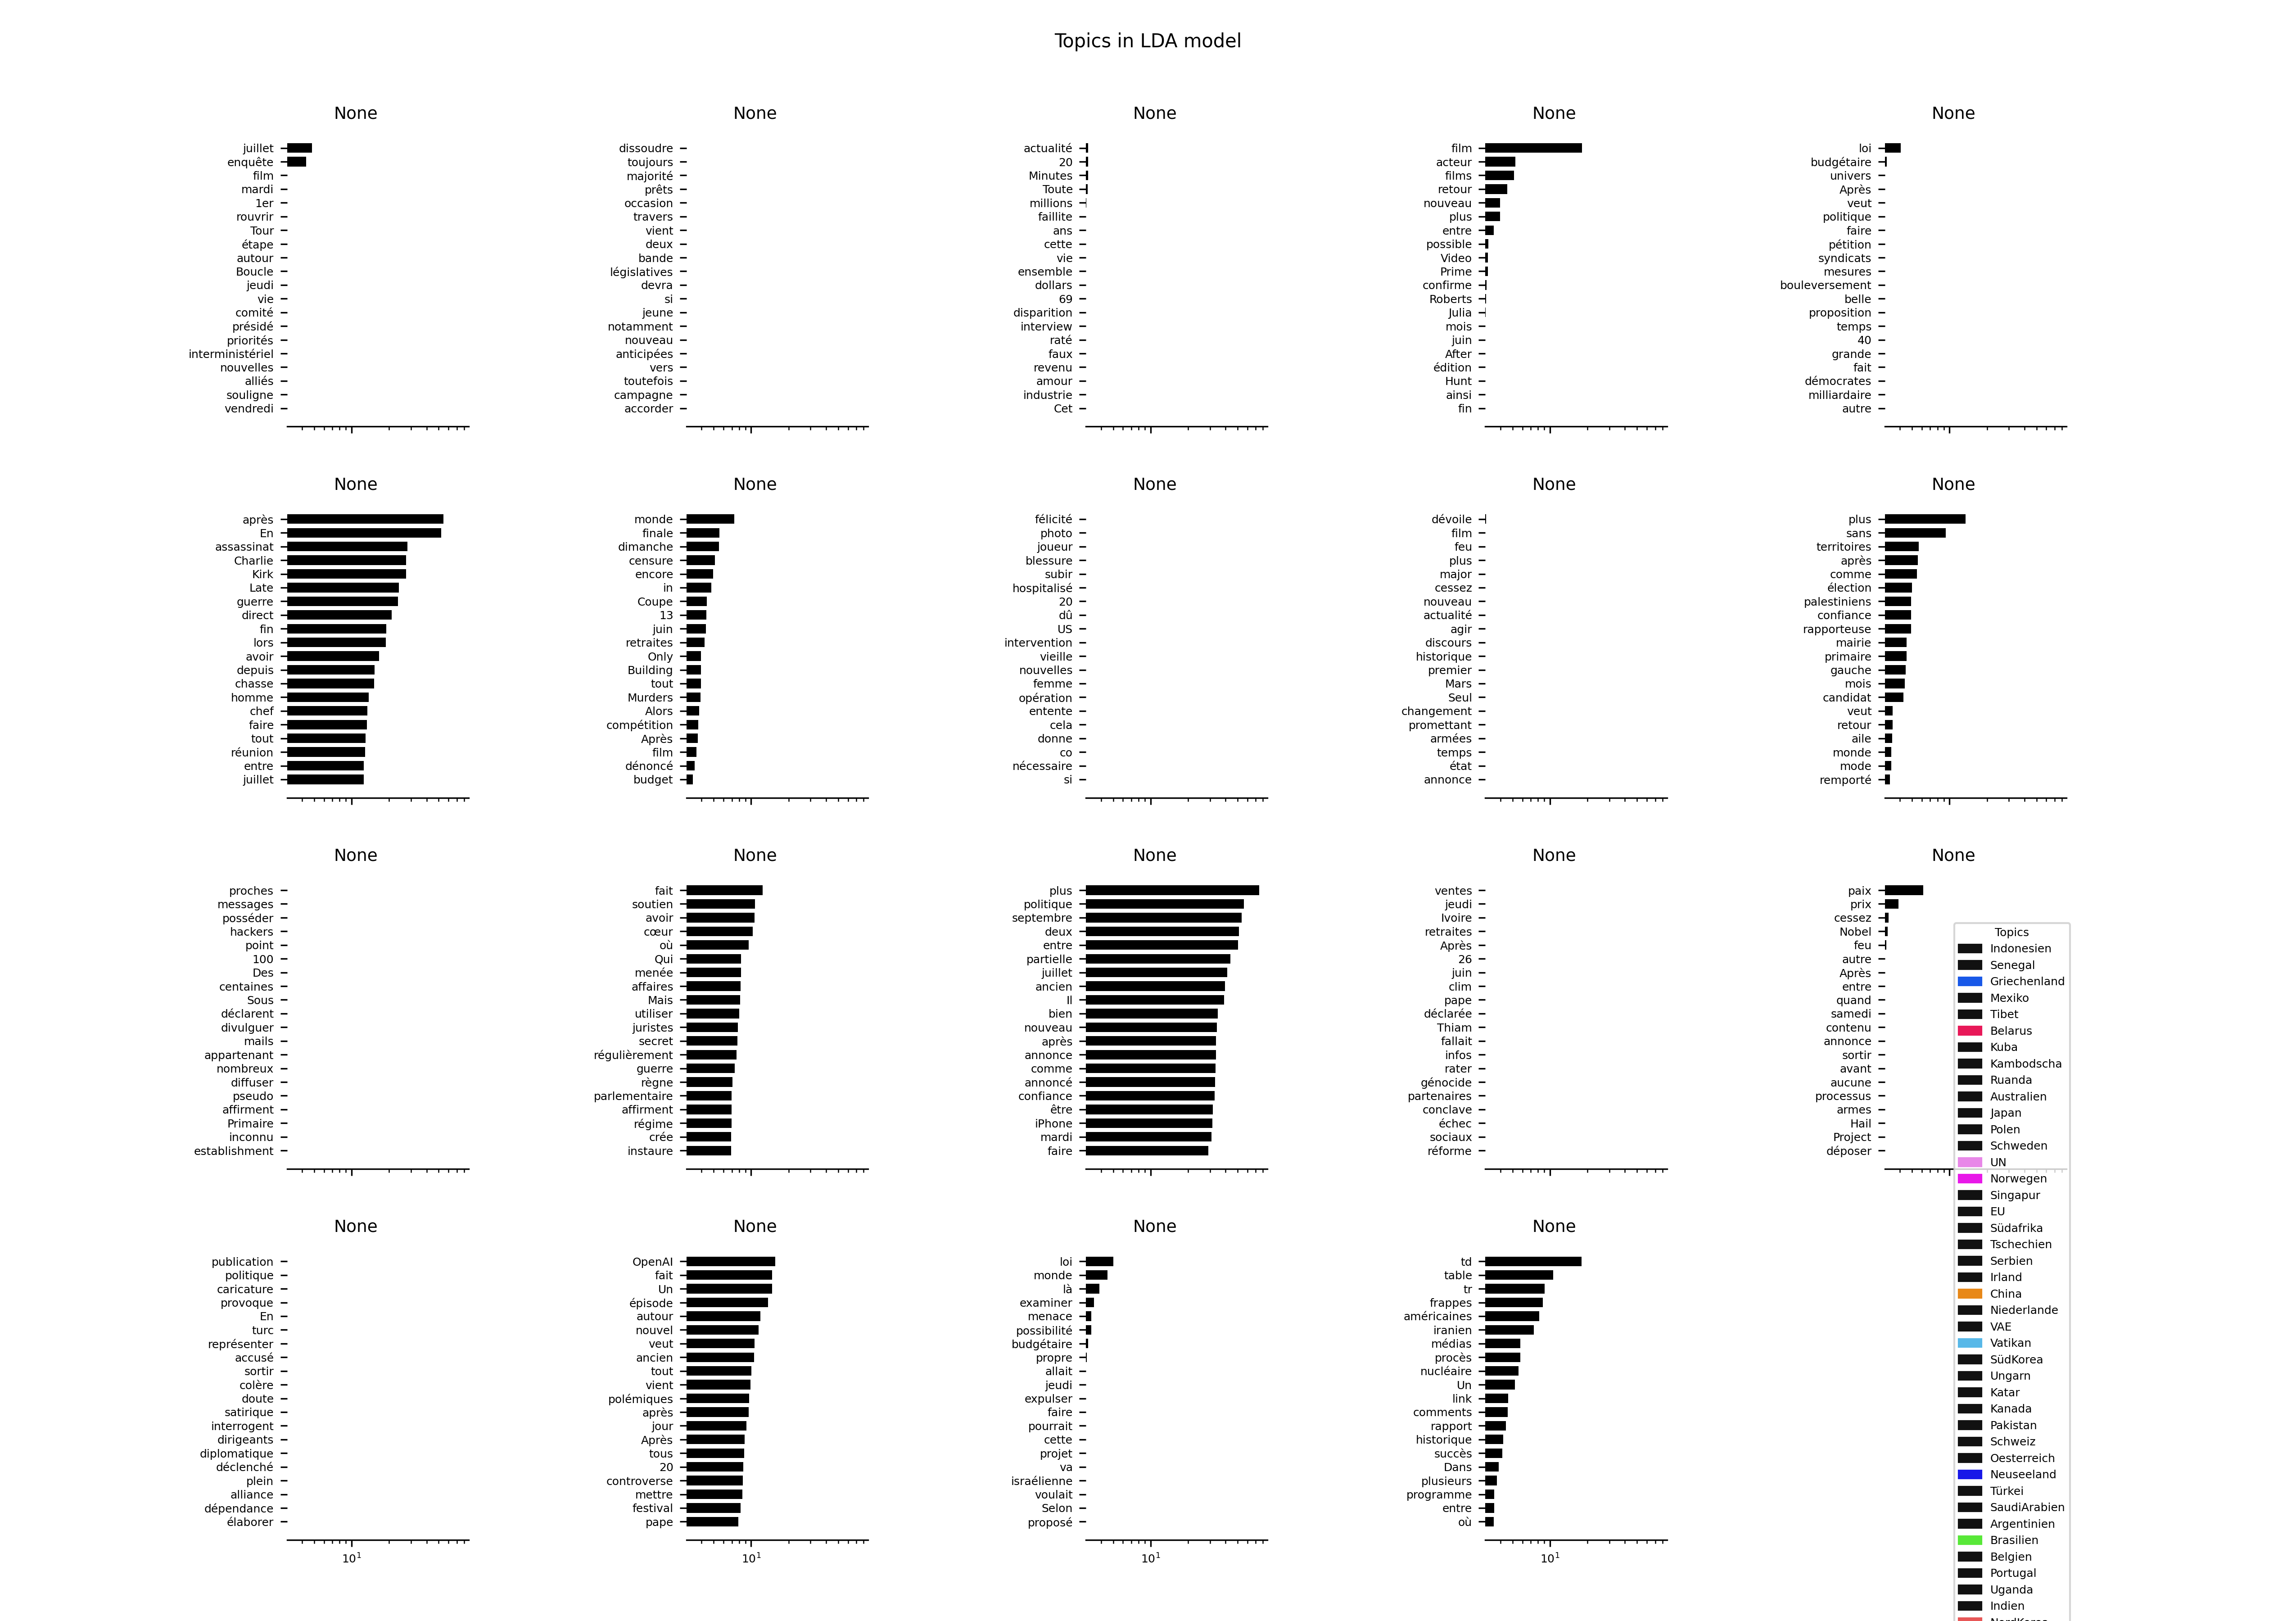 Topics in LDA model
None
juillet
enquête
film
mardi
1er
rouvrir
Tour
étape
autour
Boucle
jeudi
vie
comité
présidé
priorités
interministériel
nouvelles
alliés
souligne
vendredi
None
dissoudre
toujours
majorité
prêts
occasion
travers
vient
deux
bande
législatives
devra
si
jeune
notamment
nouveau
anticipées
vers
toutefois
campagne
accorder
None
actualité
20
Minutes
Toute
millions
faillite
ans
cette
vie
ensemble
dollars
69
disparition
interview
raté
faux
revenu
amour
industrie
Cet
None
film
acteur
films
retour
nouveau
plus
entre
possible
Video
Prime
confirme
Roberts
Julia
mois
juin
After
édition
Hunt
ainsi
fin
None
loi
budgétaire
univers
Après
veut
politique
faire
pétition
syndicats
mesures
bouleversement
belle
proposition
temps
40
grande
fait
démocrates
milliardaire
autre
None
après
En
assassinat
Charlie
Kirk
Late
guerre
direct
fin
lors
avoir
depuis
chasse
homme
chef
faire
tout
réunion
entre
juillet
None
monde
finale
dimanche
censure
encore
in
Coupe
13
juin
retraites
Only
Building
tout
Murders
Alors
compétition
Après
film
dénoncé
budget
None
félicité
photo
joueur
blessure
subir
hospitalisé
20
dû
US
intervention
vieille
nouvelles
femme
opération
entente
cela
donne
co
nécessaire
si
None
dévoile
film
feu
plus
major
cessez
nouveau
actualité
agir
discours
historique
premier
Mars
Seul
changement
promettant
armées
temps
état
annonce
None
plus
sans
territoires
après
comme
élection
palestiniens
confiance
rapporteuse
mairie
primaire
gauche
mois
candidat
veut
retour
aile
monde
mode
remporté
None
proches
messages
posséder
hackers
point
100
Des
centaines
Sous
déclarent
divulguer
mails
appartenant
nombreux
diffuser
pseudo
affirment
Primaire
inconnu
establishment
None
fait
soutien
avoir
cœur
où
Qui
menée
affaires
Mais
utiliser
juristes
secret
régulièrement
guerre
règne
parlementaire
affirment
régime
crée
instaure
None
plus
politique
septembre
deux
entre
partielle
juillet
ancien
Il
bien
nouveau
après
annonce
comme
annoncé
confiance
être
iPhone
mardi
faire
None
ventes
jeudi
Ivoire
retraites
Après
26
juin
clim
pape
déclarée
Thiam
fallait
infos
rater
génocide
partenaires
conclave
échec
sociaux
réforme
None
paix
prix
cessez
Nobel
feu
autre
Après
entre
quand
samedi
contenu
annonce
sortir
avant
aucune
processus
armes
Hail
Project
déposer
None
publication
politique
caricature
provoque
En
turc
représenter
accusé
sortir
colère
doute
satirique
interrogent
dirigeants
diplomatique
déclenché
plein
alliance
dépendance
élaborer
10¹
None
OpenAI
fait
Un
épisode
autour
nouvel
veut
ancien
tout
vient
polémiques
après
jour
Après
tous
20
controverse
mettre
festival
pape
10¹
None
loi
monde
là
examiner
menace
possibilité
budgétaire
propre
allait
jeudi
expulser
faire
pourrait
cette
projet
va
israélienne
voulait
Selon
proposé
10¹
None
td
table
tr
frappes
américaines
iranien
médias
procès
nucléaire
Un
link
comments
rapport
historique
succès
Dans
plusieurs
programme
entre
où
10¹
Topics
Indonesien
Senegal
Griechenland
Mexiko
Tibet
Belarus
Kuba
Kambodscha
Ruanda
Australien
Japan
Polen
Schweden
UN
Norwegen
Singapur
EU
Südafrika
Tschechien
Serbien
Irland
China
Niederlande
VAE
Vatikan
SüdKorea
Ungarn
Katar
Kanada
Pakistan
Schweiz
Oesterreich
Neuseeland
Türkei
SaudiArabien
Argentinien
Brasilien
Belgien
Portugal
Uganda
Indien